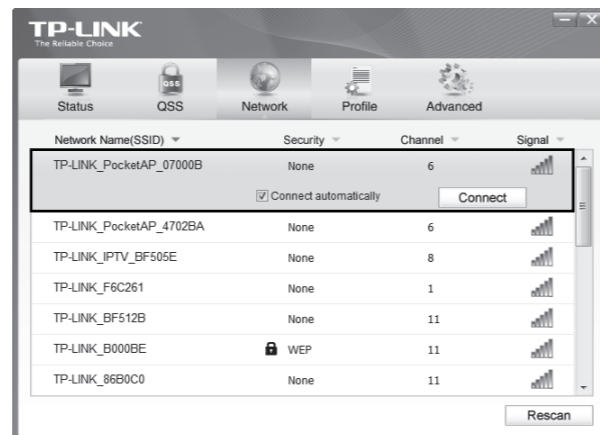 TP-LINK
The Reliable Choice
QSS
Status QSS Network Profile Advanced
Network Name(SSID) Security Channel Signal
TP-LINK_PocketAP_07000B None 6
Connect automatically Connect
TP-LINK_PocketAP_4702BA None 6
TP-LINK_IPTV_BF505E None 8
TP-LINK_F6C261 None 1
TP-LINK_BF512B None 11
TP-LINK_B000BE WEP 11
TP-LINK_86B0C0 None 11
Rescan